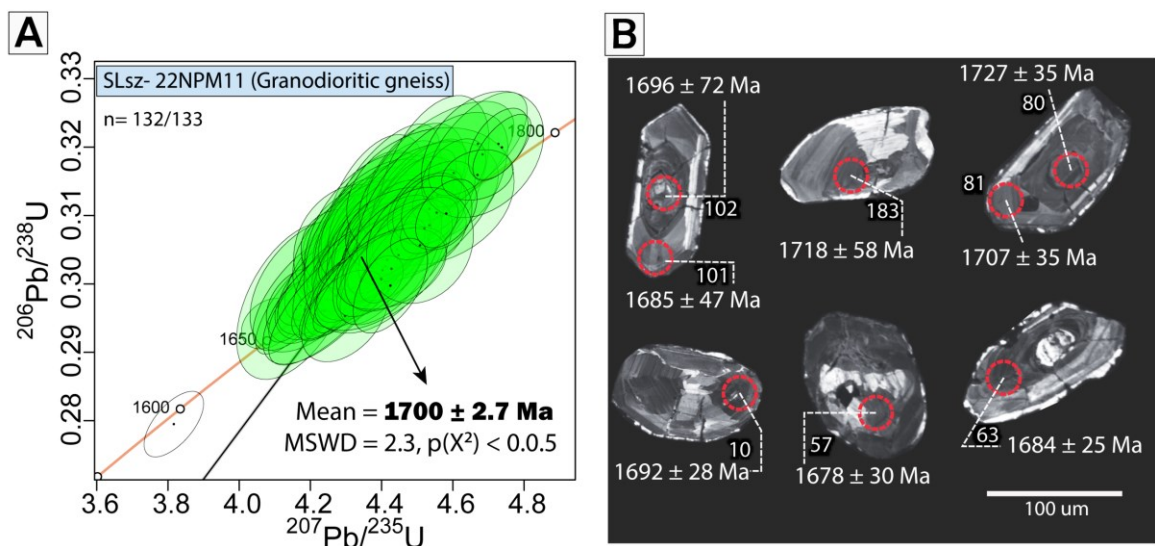 A
SLsz- 22NPM11 (Granodioritic gneiss)
n= 132/133
0.33
0.32
0.31
0.30
0.29
0.28
206Pb/238U
1800
1650
1600
Mean = 1700 ± 2.7 Ma
MSWD = 2.3, p(X²) < 0.5
3.6
4.0
4.2
4.4
4.6
4.8
207Pb/235U
B
1696 ± 72 Ma
102
101
1685 ± 47 Ma
183
1718 ± 58 Ma
1727 ± 35 Ma
80
81
1707 ± 35 Ma
10
1692 ± 28 Ma
57
1678 ± 30 Ma
63
1684 ± 25 Ma
100 um